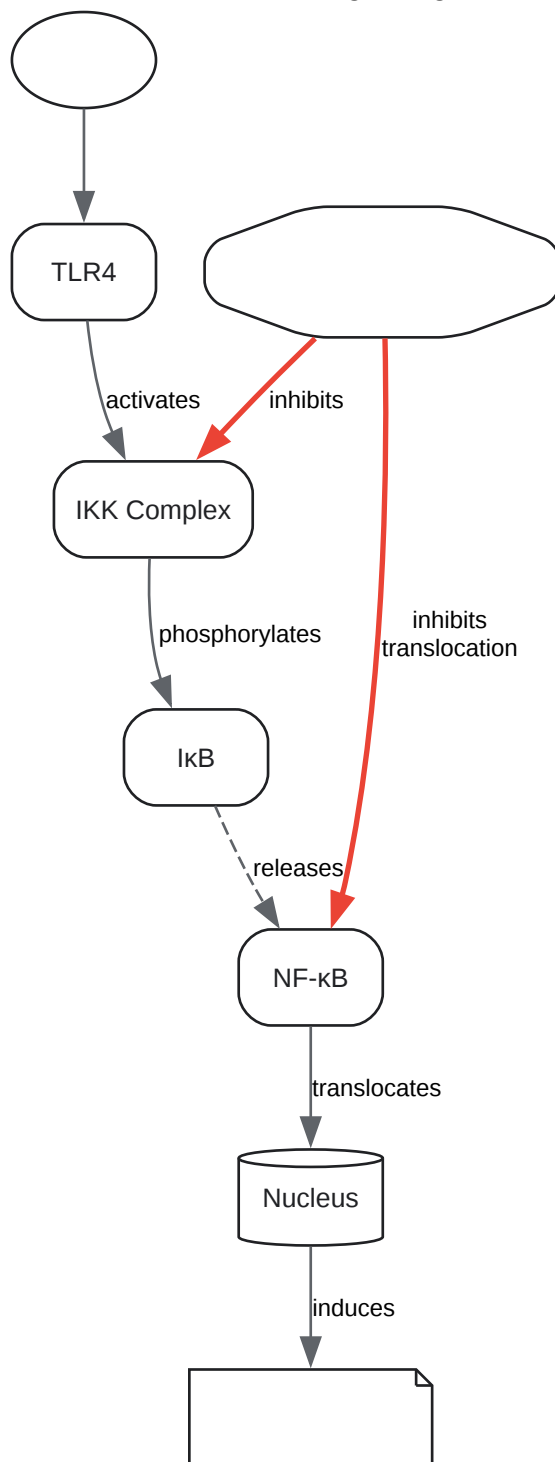 TLR4
activates
inhibits
IKK Complex
inhibits
translocation
phosphorylates
IκB
releases
NF-κB
translocates
Nucleus
induces